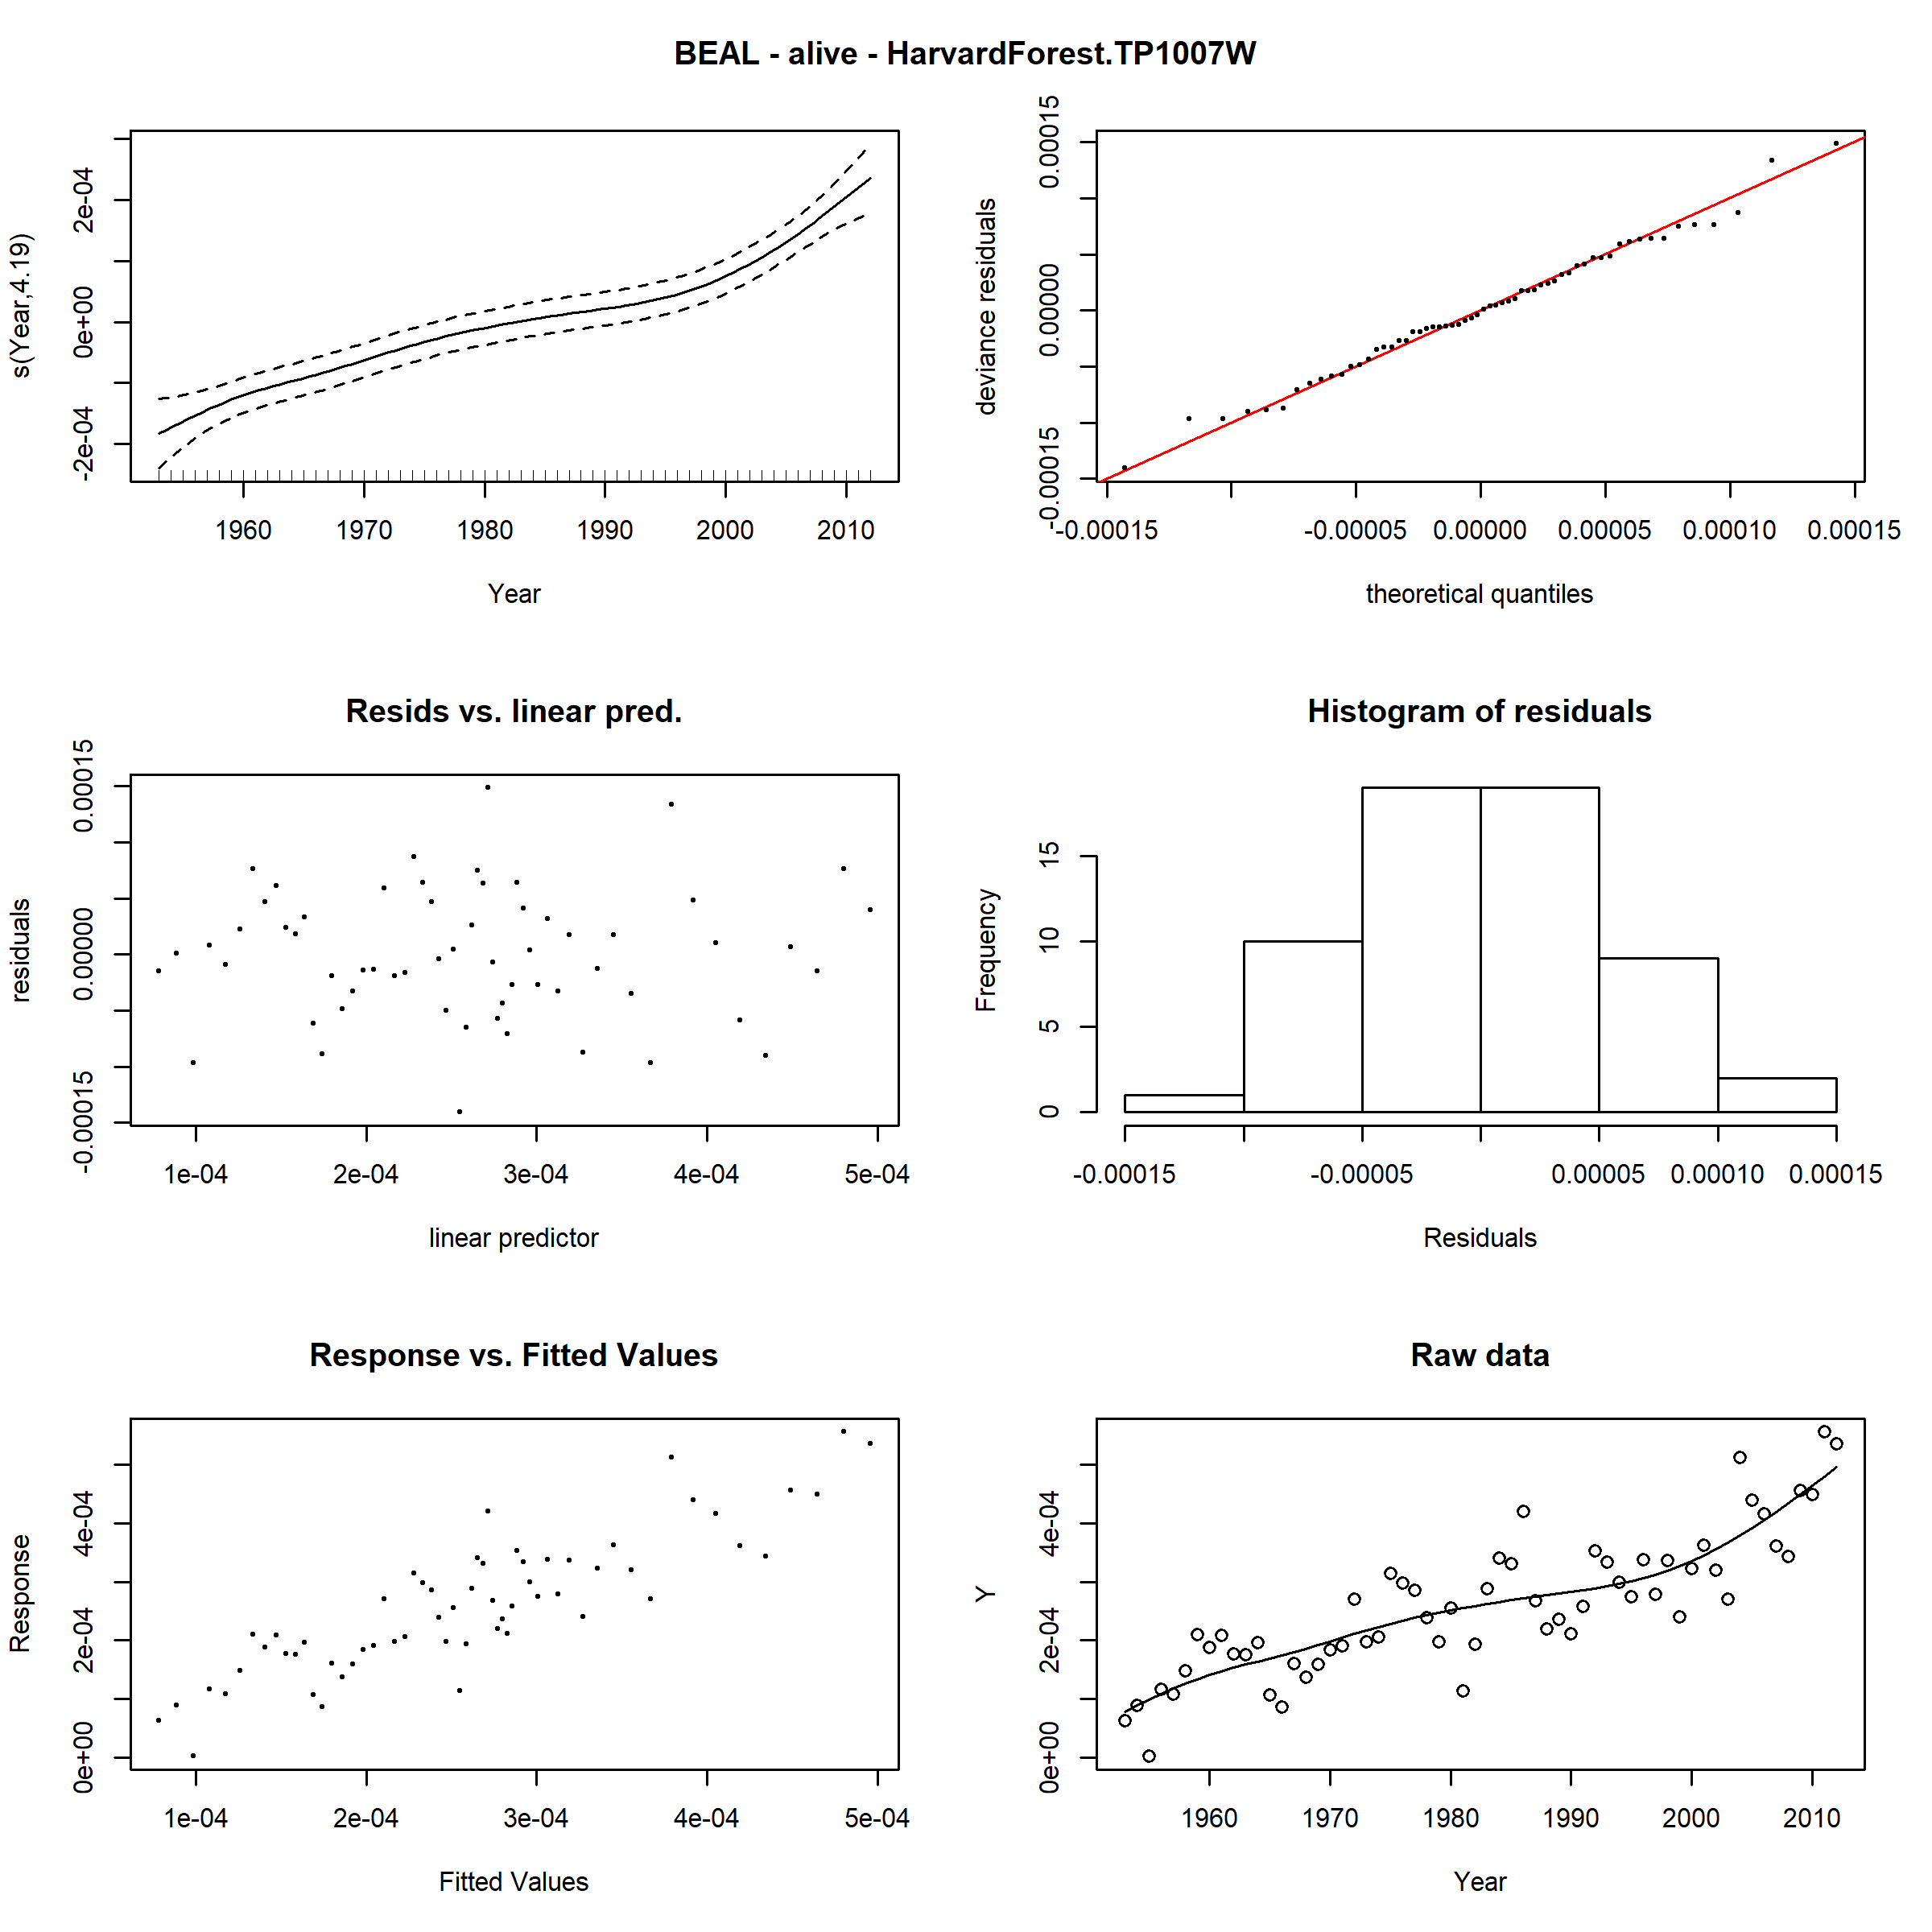 BEAL - alive - HarvardForest.TP1007W
s(Year,4.19)
-2e-04 0e+00 2e-04
1960 1970 1980 1990 2000 2010
Year
deviance residuals
-0.00015 0.00000 0.00015
-0.00015 -0.00005 0.00000 0.00005 0.00010 0.00015
theoretical quantiles
Resids vs. linear pred.
residuals
-0.00015 0.00000 0.00015
1e-04 2e-04 3e-04 4e-04 5e-04
linear predictor
Histogram of residuals
Frequency
0 5 10 15
-0.00015 -0.00005 0.00005 0.00010 0.00015
Residuals
Response vs. Fitted Values
Response
0e+00 2e-04 4e-04
1e-04 2e-04 3e-04 4e-04 5e-04
Fitted Values
Raw data
Y
0e+00 2e-04 4e-04
1960 1970 1980 1990 2000 2010
Year